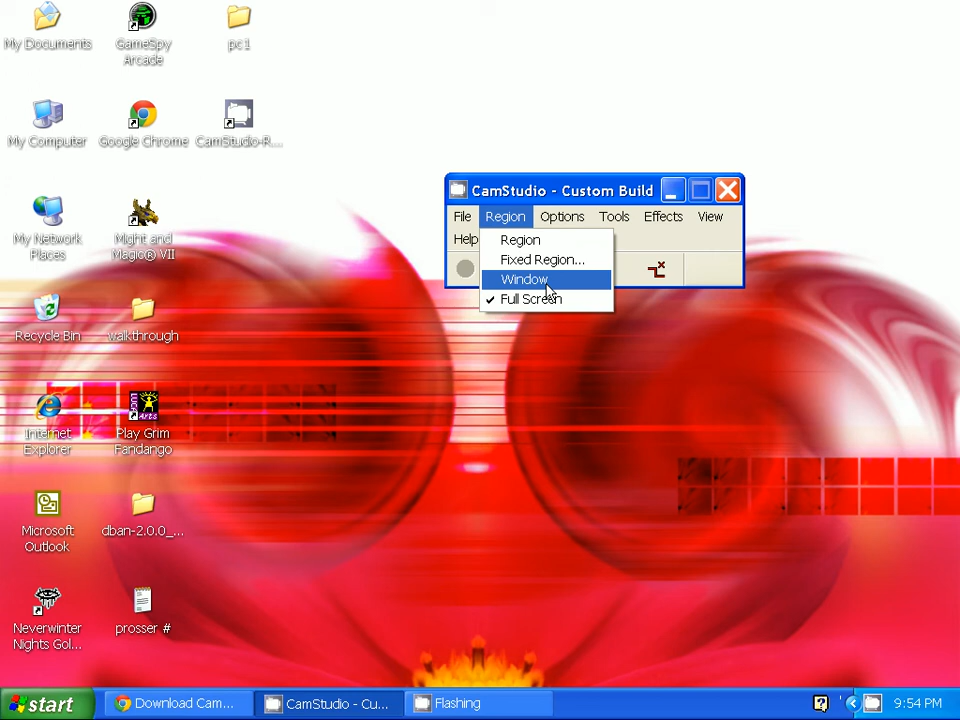 My Documents
GameSpy
Arcade
pc1
My Computer
Google Chrome
CamStudio-R...
My Network
Places
Might and
Magic® VII
Recycle Bin
walkthrough
Internet
Explorer
LUCAS
Arts
Play Grim
Fandango
Microsoft
Outlook
dban-2.0.0_...
Neverwinter
Nights Gol...
prosser #
CamStudio - Custom Build
File Region Options Tools Effects View
Help
Region
Fixed Region...
Window
✔ Full Screen
start
Download Cam...
CamStudio - Cu...
Flashing
9:54 PM